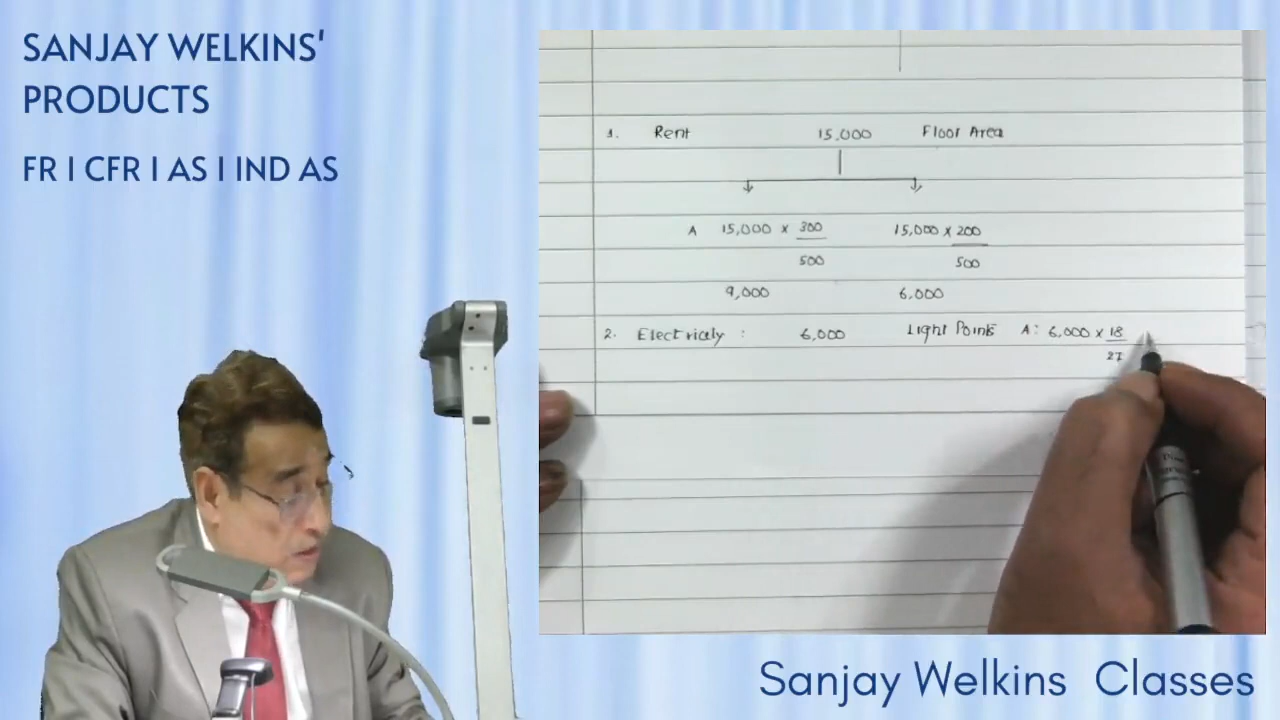 SANJAY WELKINS'
PRODUCTS
FR I CFR I AS I IND AS
1. Rent 15,000 Floor Area
A 15,000 × 300/500 15,000 × 200/500
9,000 6,000
2. Electricity : 6,000 Light Points A: 6,000 × 18/27
Sanjay Welkins Classes